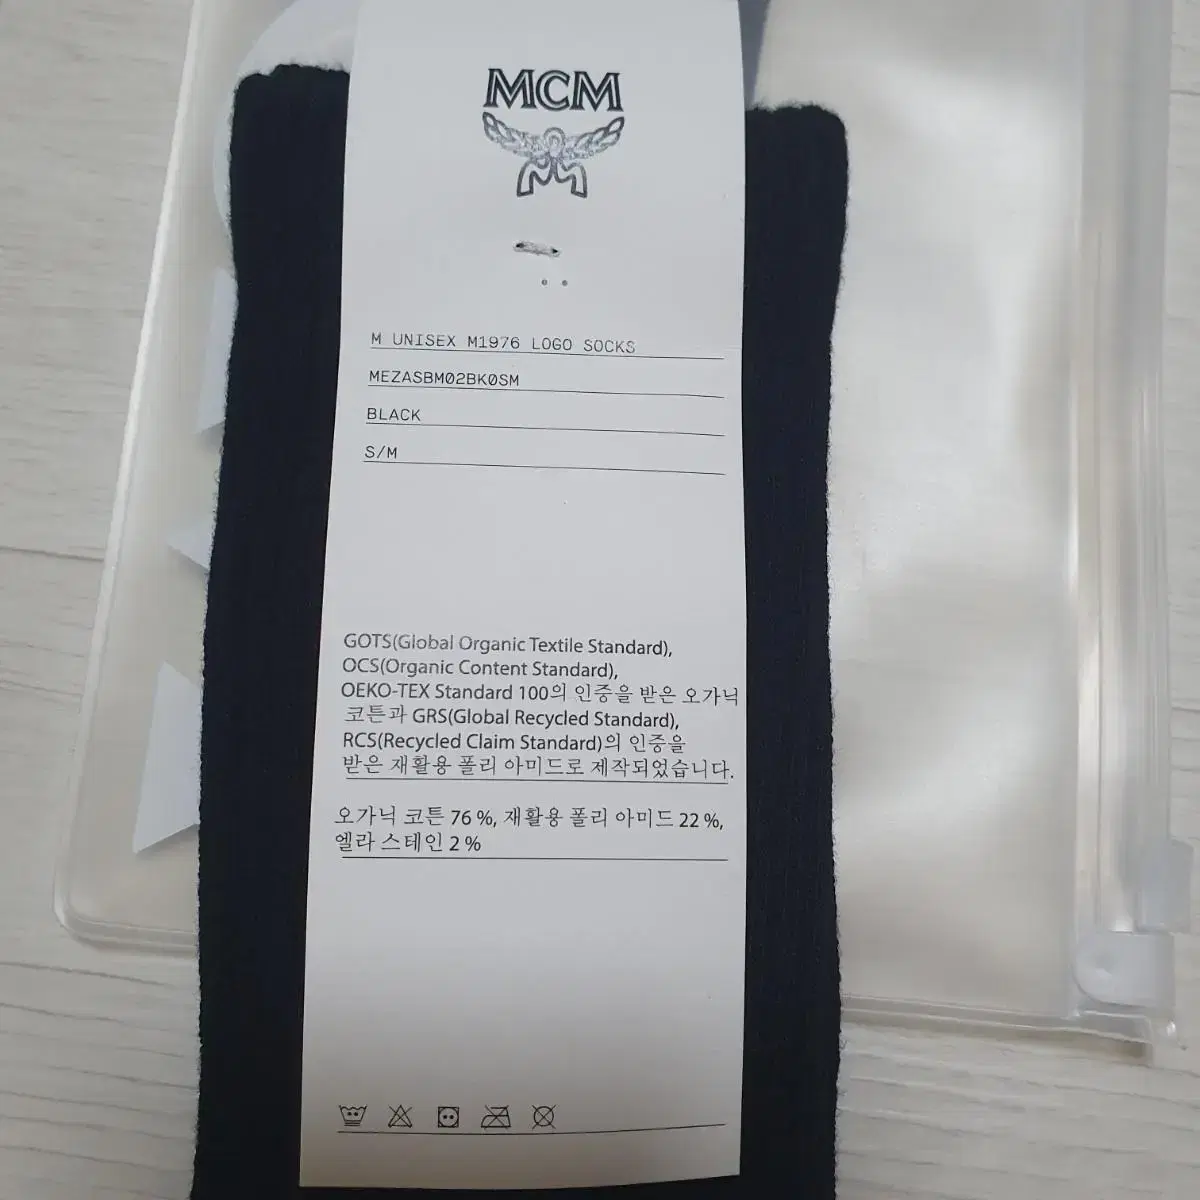 MCM
M UNISEX M1976 LOGO SOCKS
MEZASBM02BK0SM
BLACK
S/M
GOTS(Global Organic Textile Standard),
OCS(Organic Content Standard),
OEKO-TEX Standard 100의 인증을 받은 오가닉
코튼과 GRS(Global Recycled Standard),
RCS(Recycled Claim Standard)의 인증을
받은 재활용 폴리 아미드로 제작되었습니다.
오가닉 코튼 76 %, 재활용 폴리 아미드 22 %,
엘라 스테인 2 %